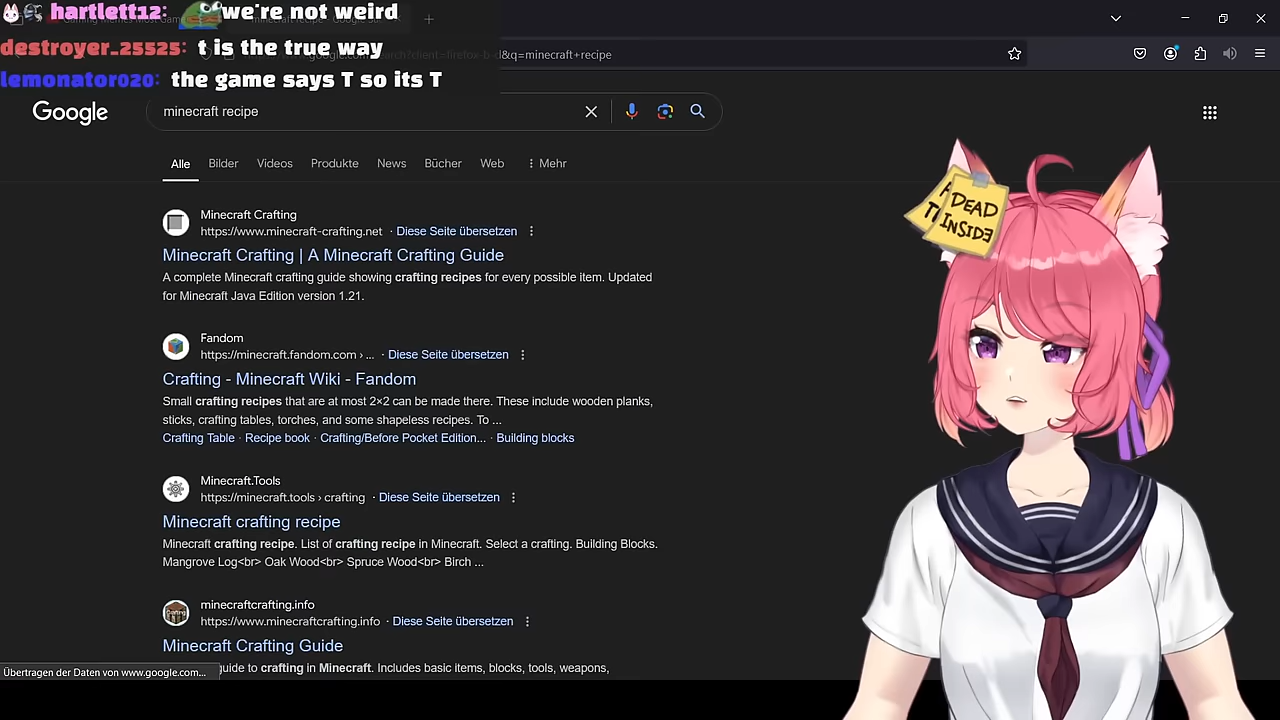 hartlett12: we're not weird
destroyer_25525: t is the true way
lemonator020: the game says T so its T
search?client=firefox-b-d&q=minecraft+recipe
Google
minecraft recipe
Alle Bilder Videos Produkte News Bücher Web Mehr
DEAD INSIDE
Minecraft Crafting
https://www.minecraft-crafting.net · Diese Seite übersetzen
Minecraft Crafting | A Minecraft Crafting Guide
A complete Minecraft crafting guide showing crafting recipes for every possible item. Updated
for Minecraft Java Edition version 1.21.
Fandom
https://minecraft.fandom.com › ... · Diese Seite übersetzen
Crafting - Minecraft Wiki - Fandom
Small crafting recipes that are at most 2×2 can be made there. These include wooden planks,
sticks, crafting tables, torches, and some shapeless recipes. To ...
Crafting Table · Recipe book · Crafting/Before Pocket Edition... · Building blocks
Minecraft.Tools
https://minecraft.tools › crafting · Diese Seite übersetzen
Minecraft crafting recipe
Minecraft crafting recipe. List of crafting recipe in Minecraft. Select a crafting. Building Blocks.
Mangrove Log<br> Oak Wood<br> Spruce Wood<br> Birch ...
minecraftcrafting.info
https://www.minecraftcrafting.info · Diese Seite übersetzen
Minecraft Crafting Guide
guide to crafting in Minecraft. Includes basic items, blocks, tools, weapons,
Übertragen der Daten von www.google.com...